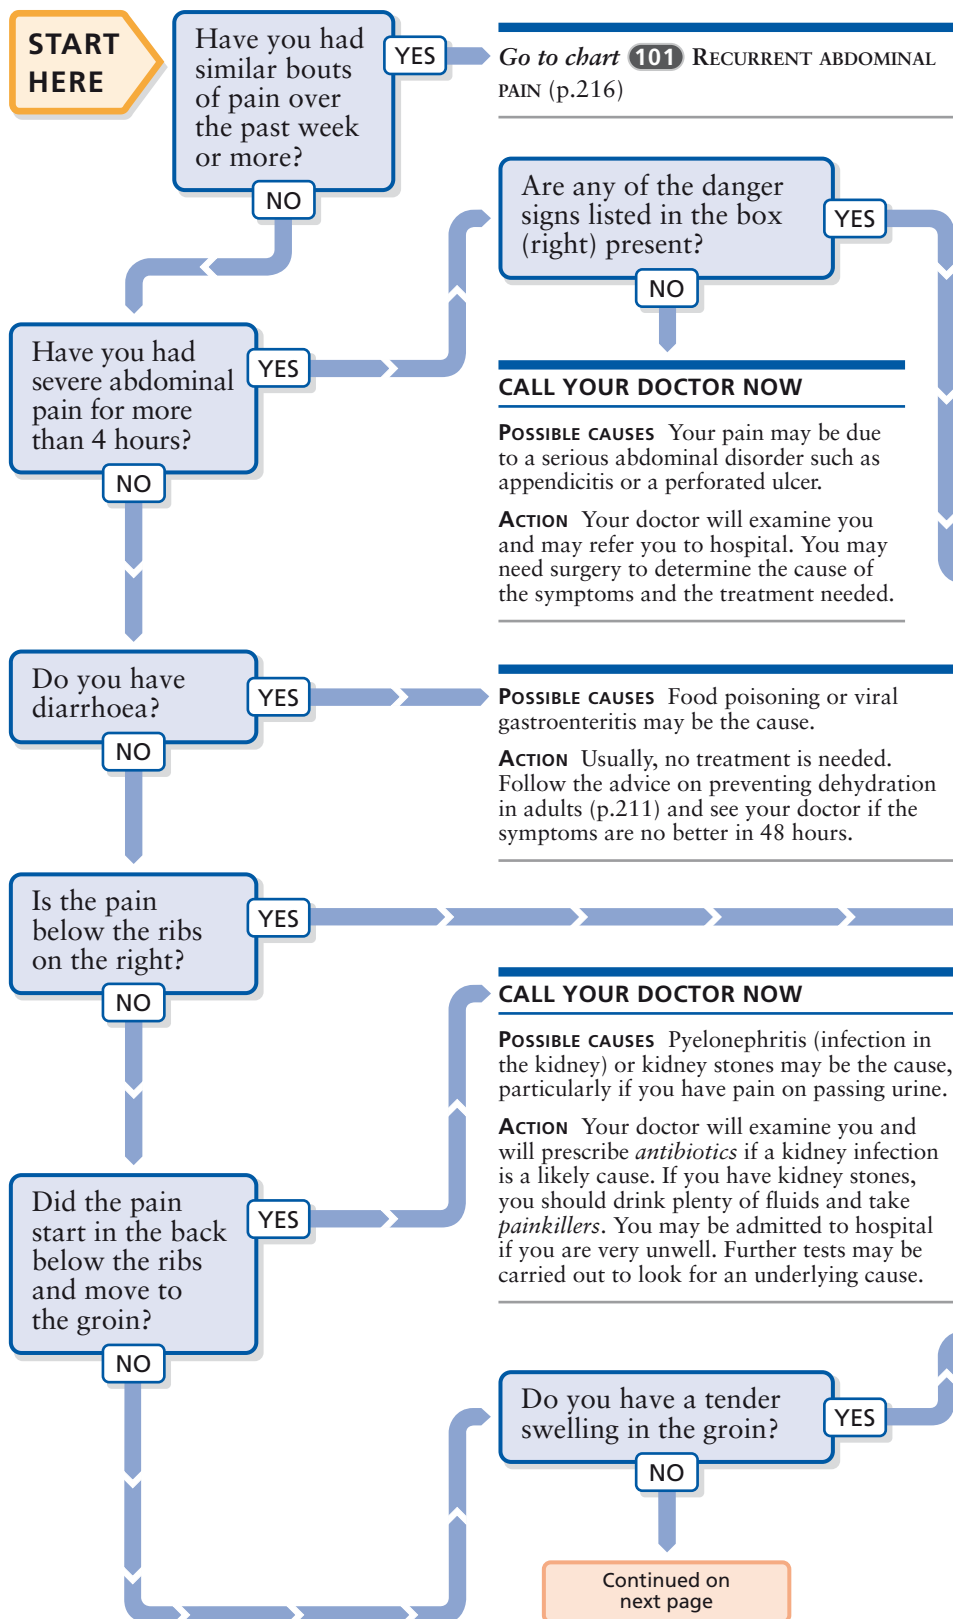 START
HERE
Have you had
similar bouts
of pain over
the past week
or more?
YES
Go to chart 101 RECURRENT ABDOMINAL
PAIN (p.216)
NO
Are any of the danger
signs listed in the box
(right) present?
YES
NO
Have you had
severe abdominal
pain for more
than 4 hours?
YES
NO
CALL YOUR DOCTOR NOW
POSSIBLE CAUSES Your pain may be due
to a serious abdominal disorder such as
appendicitis or a perforated ulcer.
ACTION Your doctor will examine you
and may refer you to hospital. You may
need surgery to determine the cause of
the symptoms and the treatment needed.
Do you have
diarrhoea?
YES
NO
POSSIBLE CAUSES Food poisoning or viral
gastroenteritis may be the cause.
ACTION Usually, no treatment is needed.
Follow the advice on preventing dehydration
in adults (p.211) and see your doctor if the
symptoms are no better in 48 hours.
Is the pain
below the ribs
on the right?
YES
NO
CALL YOUR DOCTOR NOW
POSSIBLE CAUSES Pyelonephritis (infection in
the kidney) or kidney stones may be the cause,
particularly if you have pain on passing urine.
ACTION Your doctor will examine you and
will prescribe antibiotics if a kidney infection
is a likely cause. If you have kidney stones,
you should drink plenty of fluids and take
painkillers. You may be admitted to hospital
if you are very unwell. Further tests may be
carried out to look for an underlying cause.
Did the pain
start in the back
below the ribs
and move to
the groin?
YES
NO
Do you have a tender
swelling in the groin?
YES
NO
Continued on
next page